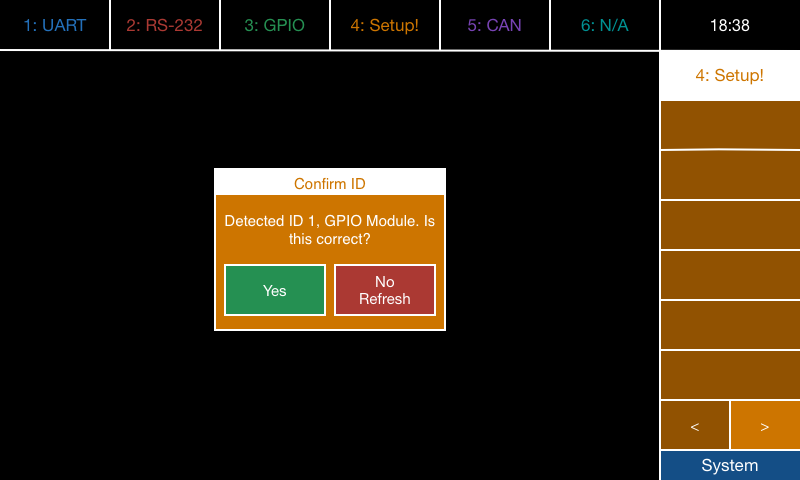 1: UART
2: RS-232
3: GPIO
4: Setup!
5: CAN
6: N/A
18:38
4: Setup!
Confirm ID
Detected ID 1, GPIO Module. Is
this correct?
Yes
No
Refresh
<
>
System